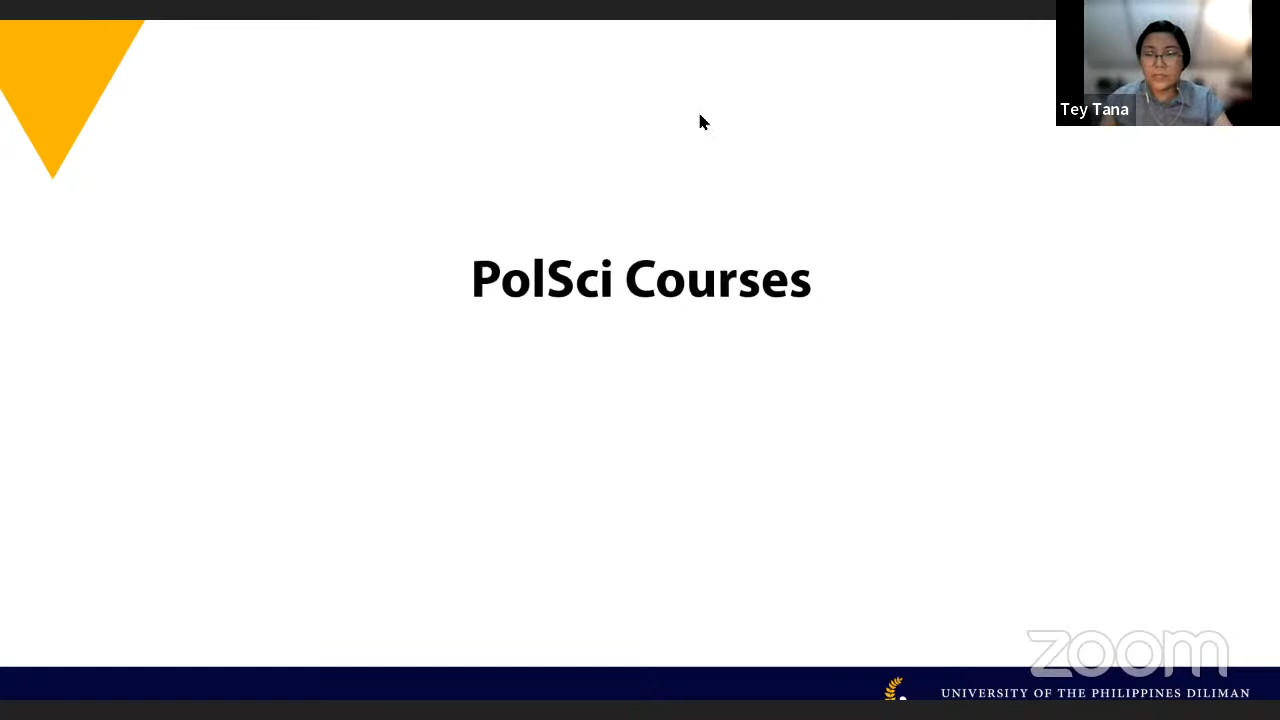 Tey Tana
PolSci Courses
zoom
UNIVERSITY OF THE PHILIPPINES DILIMAN